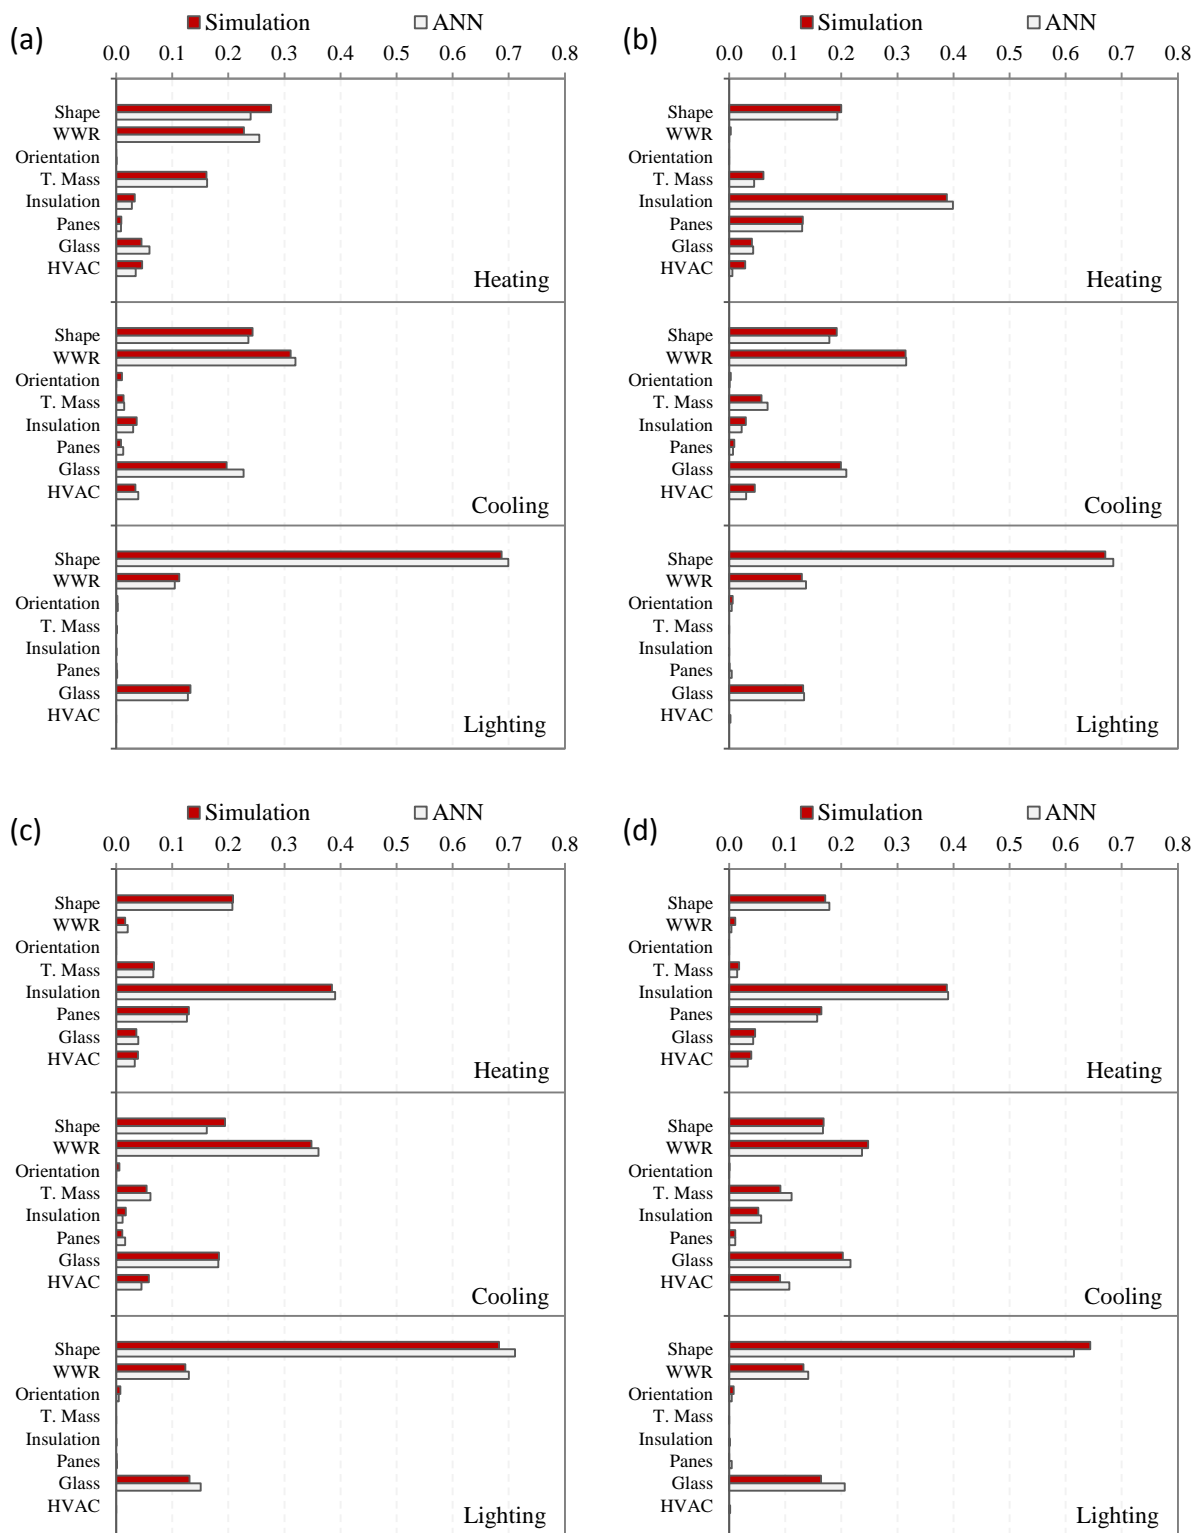 (a)
Simulation ANN
0.0 0.1 0.2 0.3 0.4 0.5 0.6 0.7 0.8
Shape
WWR
Orientation
T. Mass
Insulation
Panes
Glass
HVAC
Heating
Shape
WWR
Orientation
T. Mass
Insulation
Panes
Glass
HVAC
Cooling
Shape
WWR
Orientation
T. Mass
Insulation
Panes
Glass
HVAC
Lighting
(b)
Simulation ANN
0.0 0.1 0.2 0.3 0.4 0.5 0.6 0.7 0.8
Shape
WWR
Orientation
T. Mass
Insulation
Panes
Glass
HVAC
Heating
Shape
WWR
Orientation
T. Mass
Insulation
Panes
Glass
HVAC
Cooling
Shape
WWR
Orientation
T. Mass
Insulation
Panes
Glass
HVAC
Lighting
(c)
Simulation ANN
0.0 0.1 0.2 0.3 0.4 0.5 0.6 0.7 0.8
Shape
WWR
Orientation
T. Mass
Insulation
Panes
Glass
HVAC
Heating
Shape
WWR
Orientation
T. Mass
Insulation
Panes
Glass
HVAC
Cooling
Shape
WWR
Orientation
T. Mass
Insulation
Panes
Glass
HVAC
Lighting
(d)
Simulation ANN
0.0 0.1 0.2 0.3 0.4 0.5 0.6 0.7 0.8
Shape
WWR
Orientation
T. Mass
Insulation
Panes
Glass
HVAC
Heating
Shape
WWR
Orientation
T. Mass
Insulation
Panes
Glass
HVAC
Cooling
Shape
WWR
Orientation
T. Mass
Insulation
Panes
Glass
HVAC
Lighting